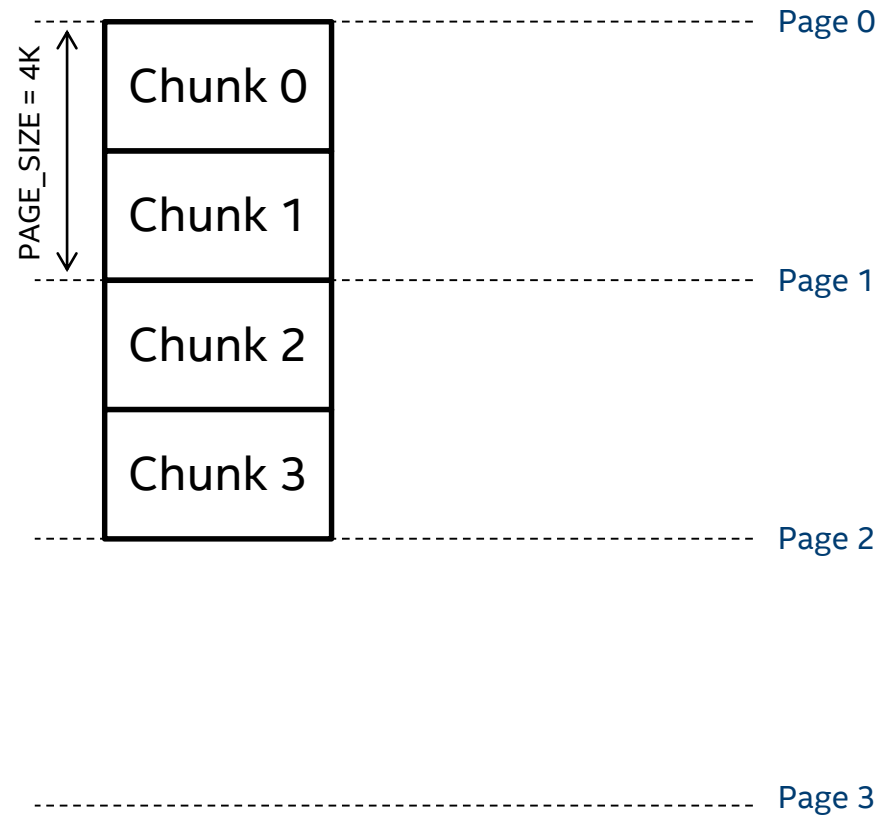 Page 0
PAGE_SIZE = 4K
Chunk 0
Chunk 1
Page 1
Chunk 2
Chunk 3
Page 2
Page 3